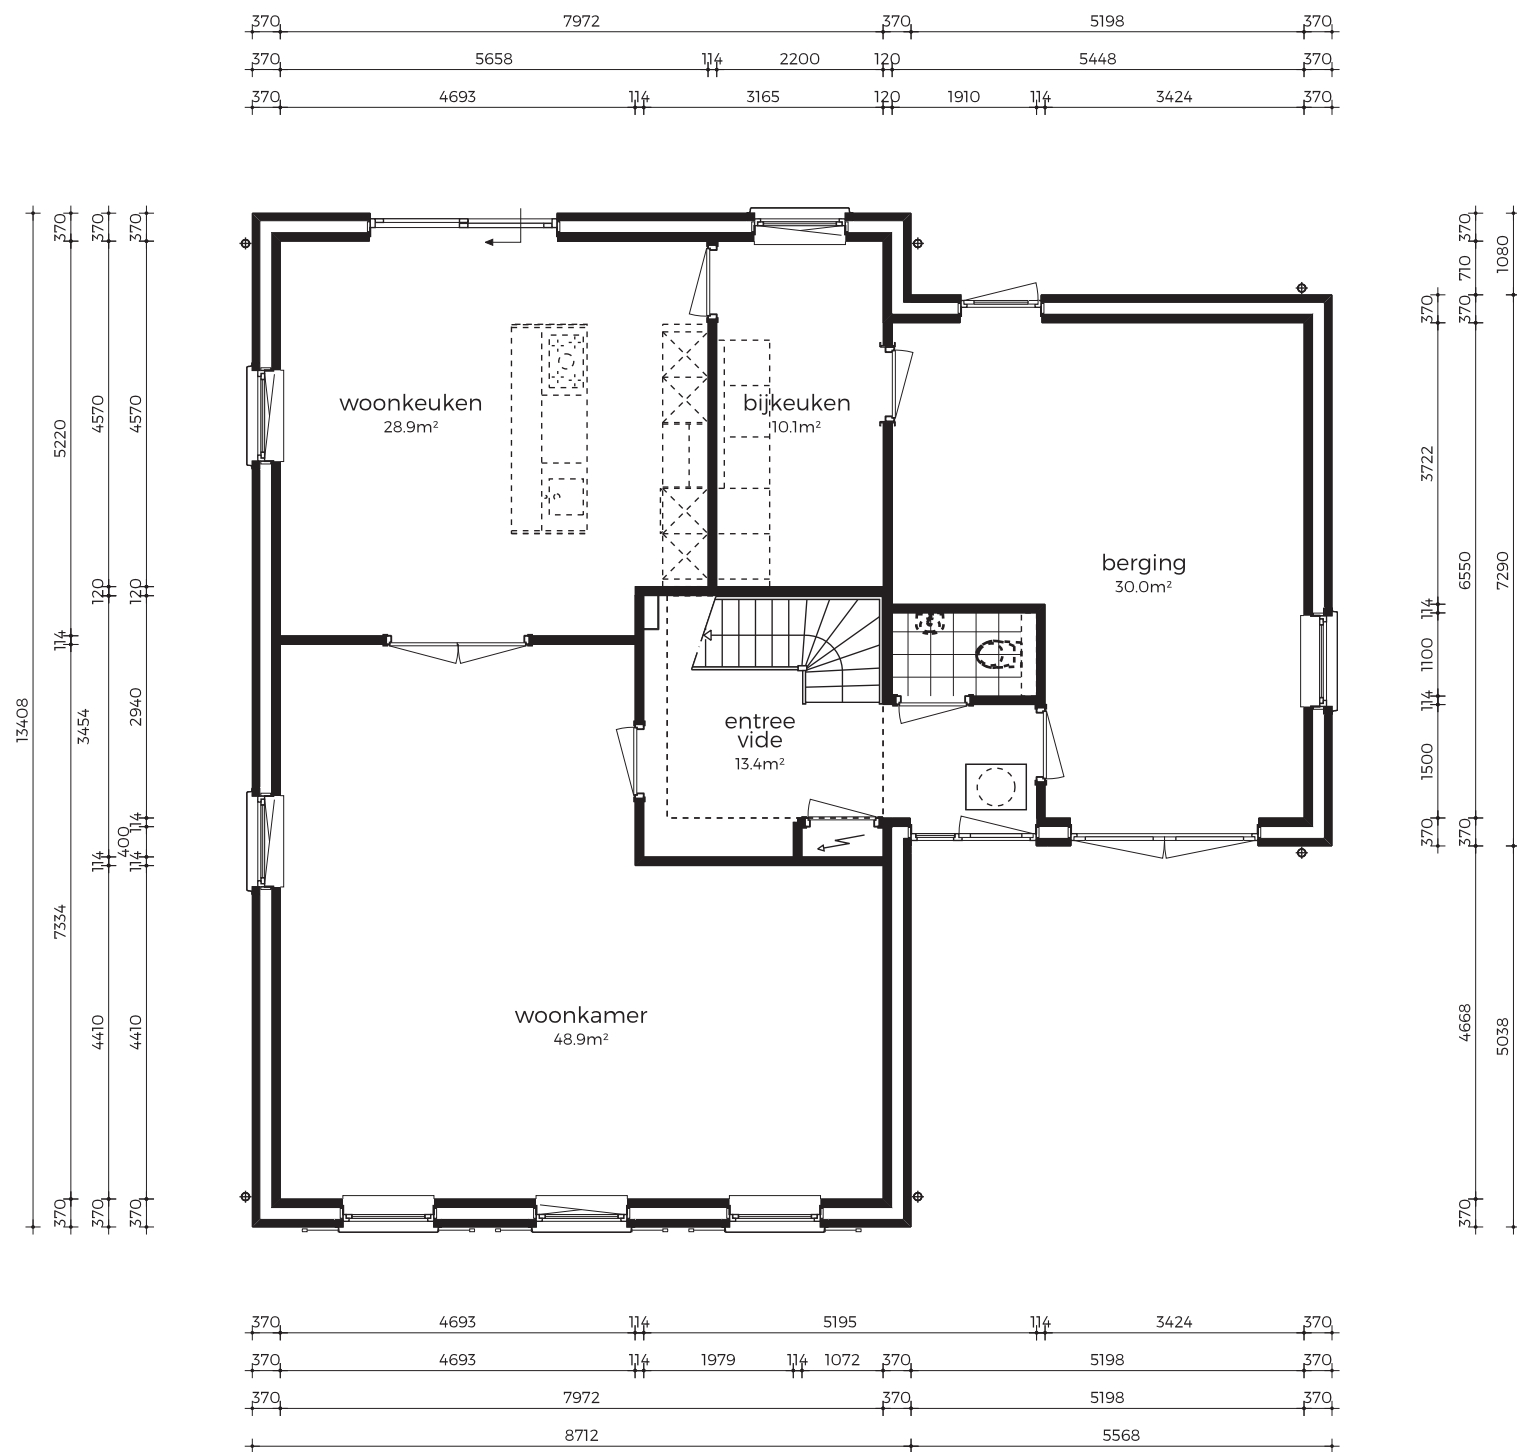 370 7972 370 5198 370
370 5658 114 2200 120 5448 370
370 4693 114 3165 120 1910 114 3424 370
13408
370 5220 114 7334 370
370 4570 120 3454 114 4410 370
370 4570 120 2940 114 400 114 4410 370
woonkeuken
28.9m²
bijkeuken
10.1m²
berging
30.0m²
entree
vide
13.4m²
woonkamer
48.9m²
370 3722 114 1100 114 1500 370
370 710 370 6550 370 4668 370
1080 7290 5038
370 4693 114 5195 114 3424 370
370 4693 114 1979 114 1072 370 5198 370
370 7972 370 5198 370
8712 5568